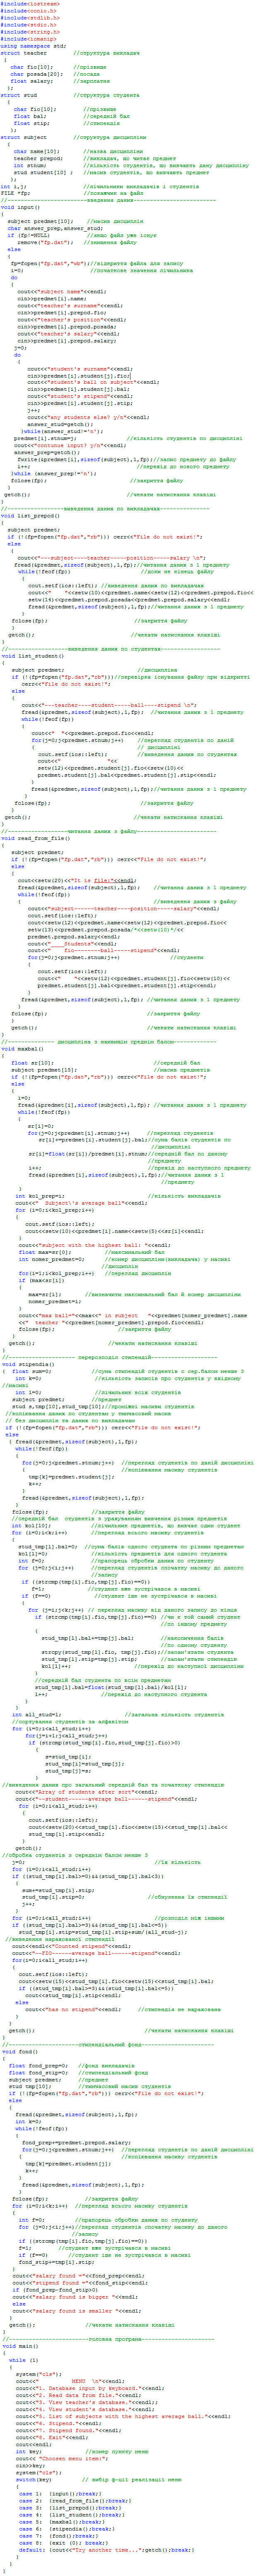 #include<iostream>
#include<conio.h>
#include<stdlib.h>
#include<stdio.h>
#include<string.h>
#include<iomanip>
using namespace std;
struct teacher //структура викладач
{
char fio[10]; //прізвище
char posada[20]; //посада
float salary; //зарплатня
};
struct stud //структура студента
{
char fio[10]; //прізвище
float bal; //середній бал
float stip; //стипендія
};
struct subject //структура дисципліни
{
char name[10]; //назва дисципліни
teacher prepod; //викладач, що читає предмет
int stnum; //кількість студентів, що вивчають дану дисципліну
stud student[10] ; //масив студентів, що вивчають предмет
};
int i,j; //лічильники викладачів і студентів
FILE *fp; //покажчик на файл
//-------------------------введення даних-------------------------
void input()
{
subject predmet[10]; //масив дисциплін
char answer_prep,answer_stud;
if (fp!=NULL) //якщо файл уже існує
remove("fp.dat"); //знищення файлу
else
{
fp=fopen("fp.dat","wb");//відкриття файла для запису
i=0; //початкове значення лічильника
do
{
cout<<"subject name"<<endl;
cin>>predmet[i].name;
cout<<"teacher's surname"<<endl;
cin>>predmet[i].prepod.fio;
cout<<"teacher's position"<<endl;
cin>>predmet[i].prepod.posada;
cout<<"teacher's salary"<<endl;
cin>>predmet[i].prepod.salary;
j=0;
do
{
cout<<"student's surname"<<endl;
cin>>predmet[i].student[j].fio;
cout<<"student's ball on subject"<<endl;
cin>>predmet[i].student[j].bal;
cout<<"student's stipend"<<endl;
cin>>predmet[i].student[j].stip;
j++;
cout<<"any students else? y/n"<<endl;
answer_stud=getch();
}while(answer_stud!='n');
predmet[i].stnum=j; //кількість студентів по дисципліні
cout<<"continue input? y/n"<<endl;
answer_prep=getch();
fwrite(&predmet[i],sizeof(subject),1,fp);//запис предмету до файлу
i++; //перехід до нового предмету
}while (answer_prep!='n');
fclose(fp); //закриття файлу
}
getch(); //чекати натискання клавіші
}
//-----------------виведення даних по викладачах-----------------
void list_prepod()
{
subject predmet;
if (!(fp=fopen("fp.dat","rb"))) cerr<<"File do not exist!";
else
{
cout<<"---subject----teacher-----position-----salary \n";
fread(&predmet,sizeof(subject),1,fp);//читання даних з 1 предмету
while(!feof(fp)) //доки не кінець файлу
{
cout.setf(ios::left); //виведення даних по викладачах
fread(&predmet,sizeof(subject),1,fp);//читання даних з 1 предмету
}
fclose(fp); //закриття файлу
}
getch(); //чекати натискання клавіші
}
//------------------виведення даних по студентах------------------
void list_student()
{
subject predmet; //дисципліна
if (!(fp=fopen("fp.dat","rb")))//перевірка існування файлу при відкритті
cerr<<"File do not exist!";
else
{
cout<<"---teacher----student-----ball----stipend \n";
fread(&predmet,sizeof(subject),1,fp); //читання даних з 1 предмету
while(!feof(fp))
{
cout<<" "<<predmet.prepod.fio<<endl;
for(j=0;j<predmet.stnum;j++) //перегляд студентів по даній
{ // дисципліні
cout.setf(ios::left); //виведення даних по студентах
cout<<" "<<
setw(12)<<predmet.student[j].fio<<setw(10)<<
predmet.student[j].bal<<predmet.student[j].stip<<endl;
}
fread(&predmet,sizeof(subject),1,fp); //читання даних з 1 предмету
}
fclose(fp); //закриття файлу
}
getch(); //чекати натискання клавіші
}
//------------------читання даних з файлу------------------
void read_from_file()
{
subject predmet;
if (!(fp=fopen("fp.dat","rb"))) cerr<<"File do not exist!";
else
{
cout<<setw(20)<<"It is file:"<<endl;
fread(&predmet,sizeof(subject),1,fp); //читання даних з 1 предмету
while(!feof(fp))
{ //виведення даних з файлу
cout<<"subject------teacher----position-----salary"<<endl;
cout.setf(ios::left);
cout<<setw(12)<<predmet.name<<setw(12)<<predmet.prepod.fio<<
setw(13)<<predmet.prepod.posada/*<<setw(10)*/<<
predmet.prepod.salary<<endl;
cout<<"____Students"<<endl;
cout<<" fio--------ball-----stipend"<<endl;
for(j=0;j<predmet.stnum;j++) //студенти
{
cout.setf(ios::left);
cout<<" "<<setw(12)<<predmet.student[j].fio<<setw(10)<<
predmet.student[j].bal<<predmet.student[j].stip<<endl;
}
fread(&predmet,sizeof(subject),1,fp); //читання даних з 1 предмету
}
fclose(fp); //закриття файлу
}
getch(); //чекати натискання клавіші
}
//-------------- дисципліна з найвищим середнім балом-------------
void maxbal()
{
float sr[10]; //середній бал
subject predmet[15]; //масив предметів
if (!(fp=fopen("fp.dat","rb"))) cerr<<"File do not exist!";
else
{
i=0;
fread(&predmet[i],sizeof(subject),1,fp); //читання даних з 1 предмету
while(!feof(fp))
{
sr[i]=0;
for(j=0;j<predmet[i].stnum;j++) //перегляд студентів
sr[i]+=predmet[i].student[j].bal;//сума балів студентів по
//дисципліні
sr[i]=float(sr[i])/predmet[i].stnum;//середній бал по даному
//предмету
i++; //перехід до наступного предмету
fread(&predmet[i],sizeof(subject),1,fp);//читання даних з 1
//предмету
}
int kol_prep=i; //кількість викладачів
cout<<" Subject\'s average ball"<<endl;
for (i=0;i<kol_prep;i++)
{
cout.setf(ios::left);
cout<<setw(10)<<predmet[i].name<<setw(5)<<sr[i]<<endl;
}
cout<<"subject with the highest ball: "<<endl;
float max=sr[0]; //максимальний бал
int nomer_predmet=0; //номер дисципліни(викладача) у масиві
//дисциплін
for(i=1;i<kol_prep;i++) //перегляд дисциплін
if (max<sr[i])
{
max=sr[i]; //визначити максимальний бал й номер дисципліни
nomer_predmet=i;
}
cout<<"max ball="<<max<<" in subject "<<predmet[nomer_predmet].name
<<" teacher "<<predmet[nomer_predmet].prepod.fio<<endl;
fclose(fp); //закриття файлу
}
getch(); //чекати натискання клавіші
}
//-------------------- перерозподіл стипендій--------------------
void stipendia()
{ float sum=0; //сума стипендій студентів с сер.балом менше 3
int k=0; //кількість записів про студентів у вхідному
//масиві
int i=0; //лічильник всіх студентів
subject predmet; //предмет
stud s,tmp[10],stud_tmp[10];//проміжні масиви студентів
//копіювання даних по студентам у тимчасовий масив
// без дисциплін та даних по викладачам
if (!(fp=fopen("fp.dat","rb"))) cerr<<"File do not exist!";
else
{ fread(&predmet,sizeof(subject),1,fp);
while(!feof(fp))
{
for(j=0;j<predmet.stnum;j++) //перегляд студентів по даній дисципліні
{ //копіювання масиву студентів
tmp[k]=predmet.student[j];
k++;
}
fread(&predmet,sizeof(subject),1,fp);
}
fclose(fp); //закриття файлу
//середній бал студентів з урахуванням вивчення різних предметів
int kol[10]; //лічильник предметів, що вивчає один студент
for (i=0;i<k;i++) //перегляд всього масиву студентів
{
stud_tmp[i].bal=0; //сума балів одного студента по різним предметам
kol[i]=0; //кількість предметів для одного студента
int f=0; //прапорець обробки даних по студенту
for (j=0;j<i;j++) //перегляд студентів спочатку масиву до даного
//запису
if ((strcmp(tmp[i].fio,tmp[j].fio)==0))
f=1; //студент вже зустрічався в масиві
if (f==0) //студент іще не зустрічався в масиві
{
for (j=i;j<k;j++) // перегляд масиву від даного запису до кінця
if (strcmp(tmp[i].fio,tmp[j].fio)==0) //чи є той самий студент
//по іншому предмету
{
stud_tmp[i].bal+=tmp[j].bal; //накопичення балів
//по одному студенту
strcpy(stud_tmp[i].fio,tmp[j].fio);//запам'ятати студента
stud_tmp[i].stip=tmp[j].stip; //запам'ятати стипендію
kol[i]++; //перехід до наступної дисципліни
}
//середній бал студента по всім предметам
stud_tmp[i].bal=float(stud_tmp[i].bal)/kol[i];
i++; //перехід до наступного студента
}
}
int all_stud=i; //загальна кількість студентів
//сортування студентів за алфавітом
for (i=0;i<all_stud;i++)
for(j=i+1;j<all_stud;j++)
if (strcmp(stud_tmp[i].fio,stud_tmp[j].fio)>0)
{
s=stud_tmp[i];
stud_tmp[i]=stud_tmp[j];
stud_tmp[j]=s;
}
//виведення даних про загальний середній бал та початкову стипендію
cout<<"Array of students after sort"<<endl;
cout<<"--student------average ball------stipend"<<endl;
for (i=0;i<all_stud;i++)
{
cout.setf(ios::left);
cout<<setw(20)<<stud_tmp[i].fio<<setw(15)<<stud_tmp[i].bal<<
stud_tmp[i].stip<<endl;
}
getch();
//обробка студентів з середнім балом менше 3
j=0; //їх кількість
for (i=0;i<all_stud;i++)
if ((stud_tmp[i].bal>=0)&&(stud_tmp[i].bal<3))
{
sum+=stud_tmp[i].stip;
stud_tmp[i].stip=0; //обнулення їх стипендії
j++;
}
for (i=0;i<all_stud;i++) //розподіл між іншими
if ((stud_tmp[i].bal>=3)&&(stud_tmp[i].bal<=5))
stud_tmp[i].stip=stud_tmp[i].stip+sum/(all_stud-j);
//виведення нарахованої стипендії
cout<<endl<<"Counted stipend"<<endl;
cout<<"--FIO------average ball------stipend"<<endl;
for(i=0;i<all_stud;i++)
{
cout.setf(ios::left);
cout<<setw(15)<<stud_tmp[i].fio<<setw(15)<<stud_tmp[i].bal;
if ((stud_tmp[i].bal>=3)&&(stud_tmp[i].bal<=5))
cout<<stud_tmp[i].stip<<endl;
else
cout<<"has no stipend"<<endl; //стипендія не нарахована
}
}
getch(); //чекати натискання клавіші
}
//---------------------стипендіальний фонд---------------------
void fond()
{
float fond_prep=0; //фонд викладачів
float fond_stip=0; //стипендіальний фонд
subject predmet; //предмет
stud tmp[10]; //тимчасовий масив студентів
if (!(fp=fopen("fp.dat","rb"))) cerr<<"File do not exist!";
else
{
fread(&predmet,sizeof(subject),1,fp);
int k=0;
while(!feof(fp))
{
fond_prep+=predmet.prepod.salary;
for(j=0;j<predmet.stnum;j++) //перегляд студентів по даній дисципліні
{ //копіювання масиву студентів
tmp[k]=predmet.student[j];
k++;
}
fread(&predmet,sizeof(subject),1,fp);
}
fclose(fp); //закриття файлу
for (i=0;i<k;i++) //перегляд всього масиву студентів
{
int f=0; //прапорець обробки даних по студенту
for (j=0;j<i;j++)//перегляд студентів спочатку масиву до даного
//запису
if ((strcmp(tmp[i].fio,tmp[j].fio)==0))
f=1; //студент вже зустрічався в масиві
if (f==0) //студент іще не зустрічався в масиві
fond_stip+=tmp[i].stip;
}
cout<<"salary found ="<<fond_prep<<endl;
cout<<"stipend found ="<<fond_stip<<endl;
if (fond_prep>fond_stip)
cout<<"salary found is bigger "<<endl;
else
cout<<"salary found is smaller "<<endl;
}
getch(); //чекати натискання клавіші
}
//------------------------головна програма----------------------
void main()
{
while (1)
{
system("cls");
cout<<" MENU \n"<<endl;
cout<<"1. Database input by keyboard."<<endl;
cout<<"2. Read data from file."<<endl;
cout<<"3. View teacher's database."<<endl;;
cout<<"4. View student's database."<<endl;
cout<<"5. List of subjects with the highest average ball."<<endl;
cout<<"6. Stipend."<<endl;
cout<<"7. Stipend found."<<endl;
cout<<"8. Exit"<<endl;
cout<<endl;
int key; //номер пункту меню
cout<<" Choosen menu item:";
cin>>key;
system("cls");
switch(key) // вибір ф-ції реалізації меню
{
case 1: {input();break;}
case 2: {read_from_file();break;}
case 3: {list_prepod();break;}
case 4: {list_student();break;}
case 5: {maxbal();break;}
case 6: {stipendia();break;}
case 7: {fond();break;}
case 8: {exit (0); break;}
default: {cout<<"Try another time...";getch();break;}
}
}
}